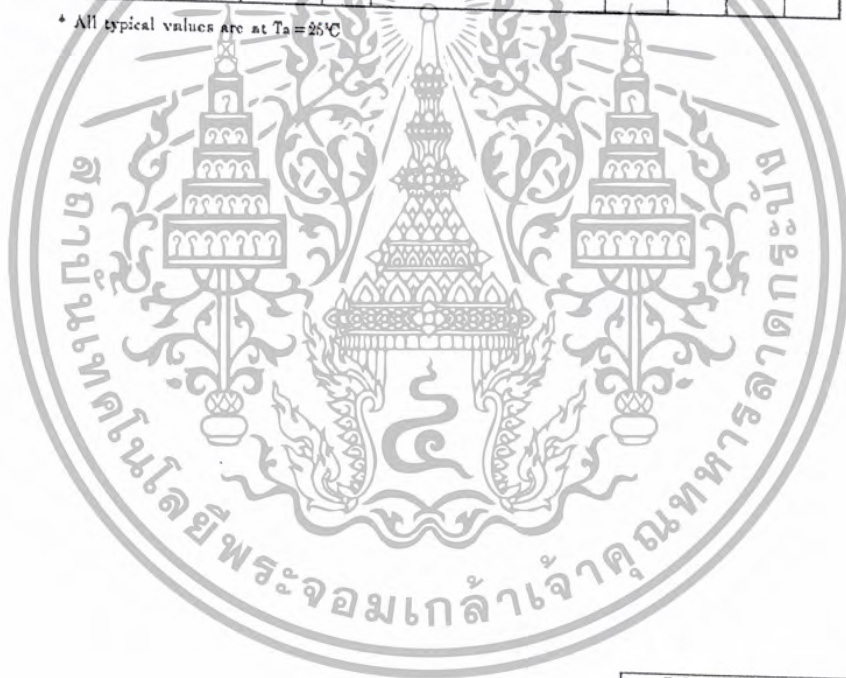 * All typical values are at Ta=25℃
สถาบันเทคโนโลยีพระจอมเกล้าเจ้าคุณทหารลาดกระบัง
๔